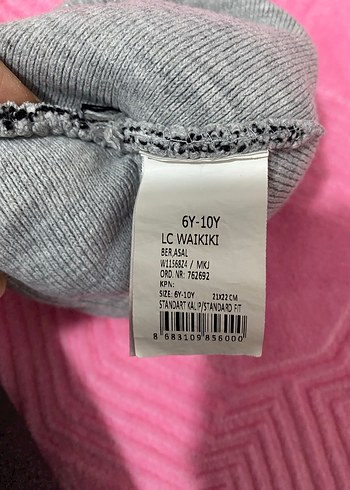 6Y-10Y
LC WAIKIKI
BER.ASAL
W1156824 / MKJ
ORD. NR: 762692
KPN:
SIZE: 6Y-10Y 21X22 CM
STANDART KALIP/STANDARD FIT
8 683109 856000